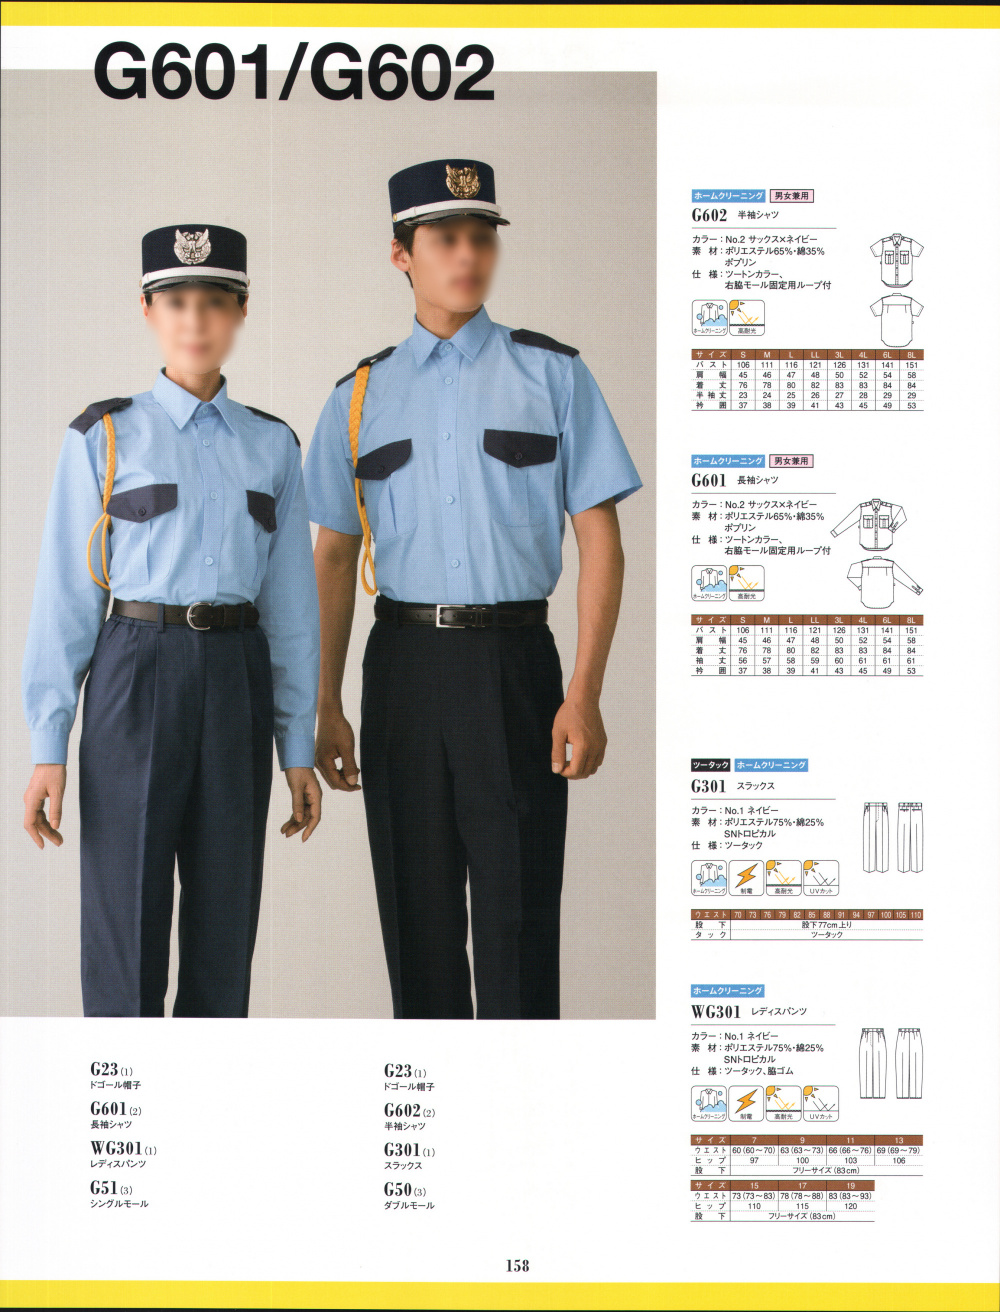 G601/G602
ホームクリーニング 男女兼用
G602 半袖シャツ
カラー：No.2 サックス×ネイビー
素 材：ポリエステル65%・綿35%
ポプリン
仕 様：ツートンカラー、
右脇モール固定用ループ付
ホームクリーニング 高耐光
サイズ S M L LL 3L 4L 6L 8L
バスト 106 111 116 121 126 131 141 151
肩幅 45 46 47 48 50 52 54 58
着丈 76 78 80 82 83 83 84 84
半袖丈 23 24 25 26 27 28 29 29
衿囲 37 38 39 41 43 45 49 53
ホームクリーニング 男女兼用
G601 長袖シャツ
カラー：No.2 サックス×ネイビー
素 材：ポリエステル65%・綿35%
ポプリン
仕 様：ツートンカラー、
右脇モール固定用ループ付
ホームクリーニング 高耐光
サイズ S M L LL 3L 4L 6L 8L
バスト 106 111 116 121 126 131 141 151
肩幅 45 46 47 48 50 52 54 58
着丈 76 78 80 82 83 83 84 84
袖丈 56 57 58 59 60 61 61 61
衿囲 37 38 39 41 43 45 49 53
ツータック ホームクリーニング
G301 スラックス
カラー：No.1 ネイビー
素 材：ポリエステル75%・綿25%
SNトロピカル
仕 様：ツータック
ホームクリーニング 制電 高耐光 UVカット
ウエスト 70 73 76 79 82 85 88 91 94 97 100 105 110
股下 股下77cm上り
タック ツータック
ホームクリーニング
WG301 レディスパンツ
カラー：No.1 ネイビー
素 材：ポリエステル75%・綿25%
SNトロピカル
仕 様：ツータック、脇ゴム
ホームクリーニング 制電 高耐光 UVカット
サイズ 7 9 11 13
ウエスト 60(60～70) 63(63～73) 66(66～76) 69(69～79)
ヒップ 97 100 103 106
股下 フリーサイズ(83cm)
サイズ 15 17 19
ウエスト 73(73～83) 78(78～88) 83(83～93)
ヒップ 110 115 120
股下 フリーサイズ(83cm)
G23(1)
ドゴール帽子
G601(2)
長袖シャツ
WG301(1)
レディスパンツ
G51(3)
シングルモール
G23(1)
ドゴール帽子
G602(2)
半袖シャツ
G301(1)
スラックス
G50(3)
ダブルモール
158